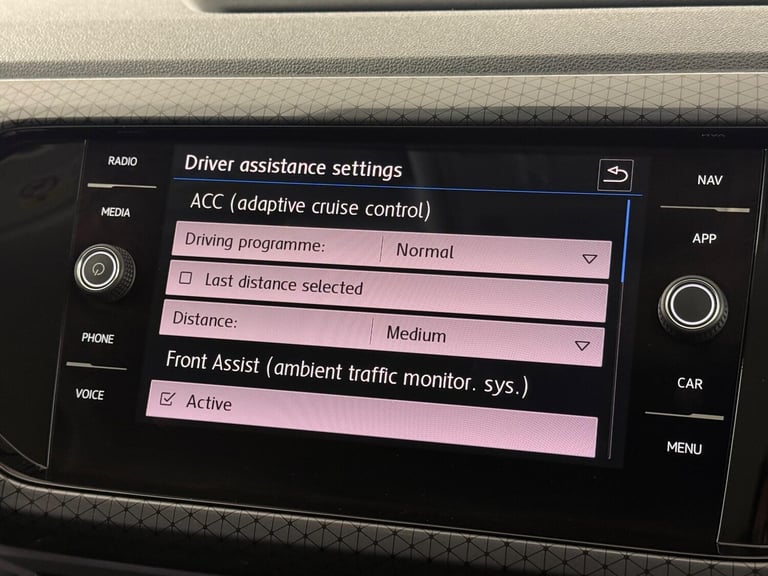 RADIO
MEDIA
PHONE
VOICE
Driver assistance settings
ACC (adaptive cruise control)
Driving programme: Normal
Last distance selected
Distance: Medium
Front Assist (ambient traffic monitor. sys.)
Active
NAV
APP
CAR
MENU